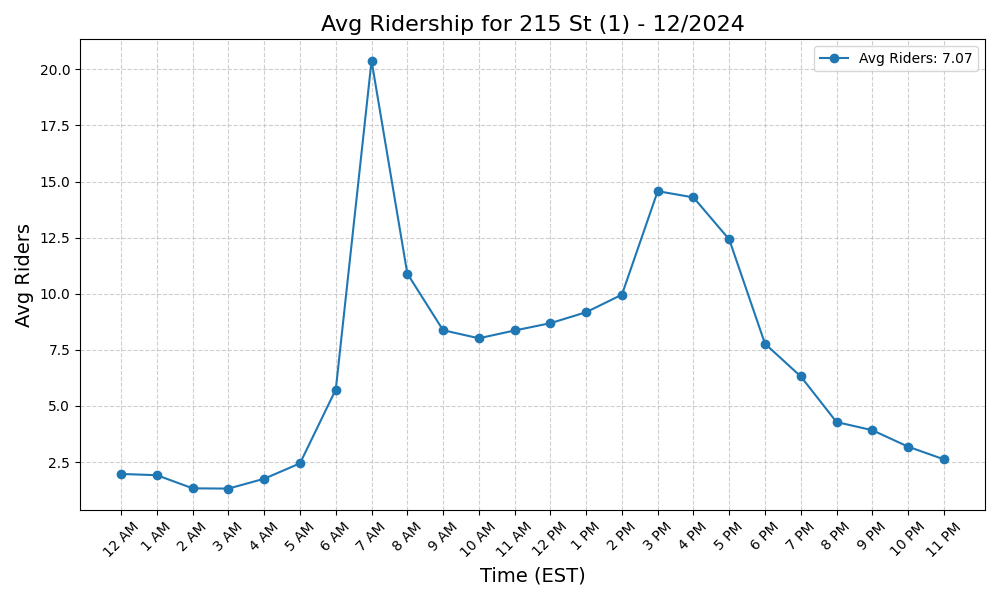 Avg Ridership for 215 St (1) - 12/2024
Avg Riders: 7.07
Avg Riders
20.0
17.5
15.0
12.5
10.0
7.5
5.0
2.5
12 AM
1 AM
2 AM
3 AM
4 AM
5 AM
6 AM
7 AM
8 AM
9 AM
10 AM
11 AM
12 PM
1 PM
2 PM
3 PM
4 PM
5 PM
6 PM
7 PM
8 PM
9 PM
10 PM
11 PM
Time (EST)